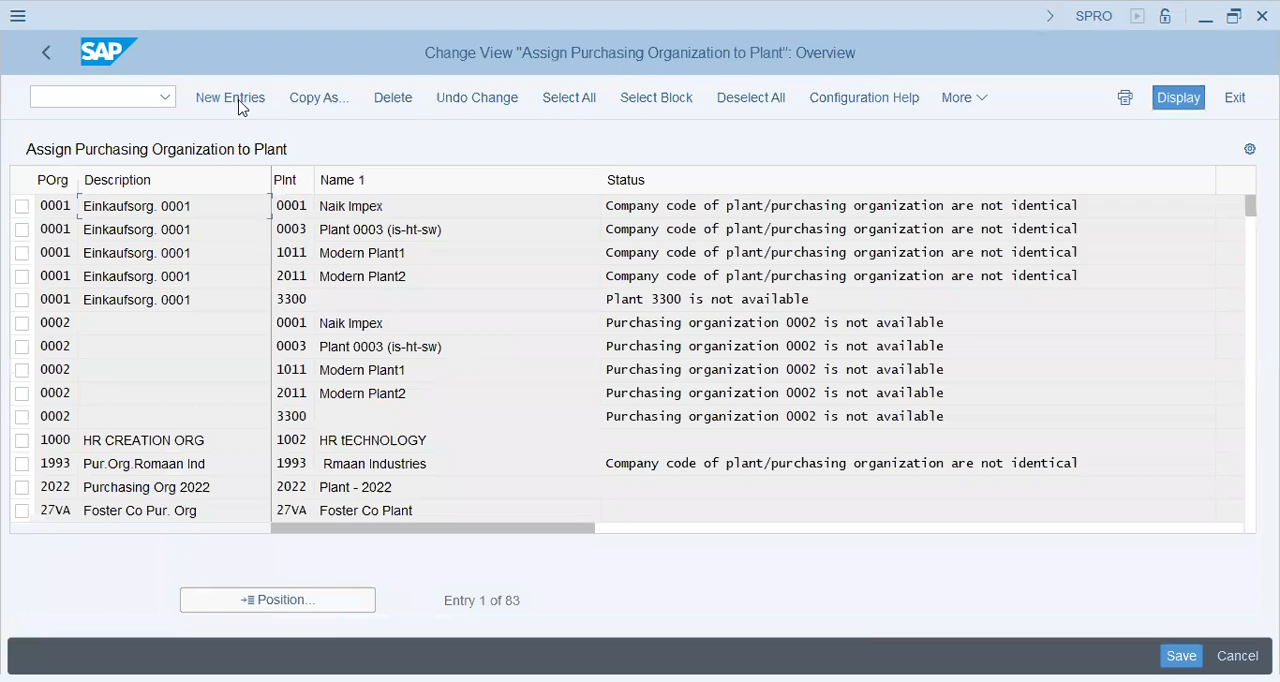 SPRO
SAP
Change View "Assign Purchasing Organization to Plant": Overview
New Entries Copy As... Delete Undo Change Select All Select Block Deselect All Configuration Help More Display Exit
Assign Purchasing Organization to Plant
POrg Description Plnt Name 1 Status
0001 Einkaufsorg. 0001 0001 Naik Impex Company code of plant/purchasing organization are not identical
0001 Einkaufsorg. 0001 0003 Plant 0003 (is-ht-sw) Company code of plant/purchasing organization are not identical
0001 Einkaufsorg. 0001 1011 Modern Plant1 Company code of plant/purchasing organization are not identical
0001 Einkaufsorg. 0001 2011 Modern Plant2 Company code of plant/purchasing organization are not identical
0001 Einkaufsorg. 0001 3300 Plant 3300 is not available
0002 0001 Naik Impex Purchasing organization 0002 is not available
0002 0003 Plant 0003 (is-ht-sw) Purchasing organization 0002 is not available
0002 1011 Modern Plant1 Purchasing organization 0002 is not available
0002 2011 Modern Plant2 Purchasing organization 0002 is not available
0002 3300 Purchasing organization 0002 is not available
1000 HR CREATION ORG 1002 HR tECHNOLOGY
1993 Pur.Org.Romaan Ind 1993 Rmaan Industries Company code of plant/purchasing organization are not identical
2022 Purchasing Org 2022 2022 Plant - 2022
27VA Foster Co Pur. Org 27VA Foster Co Plant
Position... Entry 1 of 83
Save Cancel